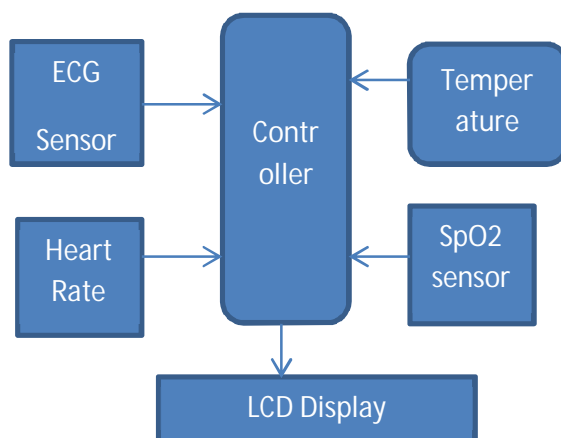 ECG
Sensor
Heart
Rate
Contr
oller
Temper
ature
SpO2
sensor
LCD Display